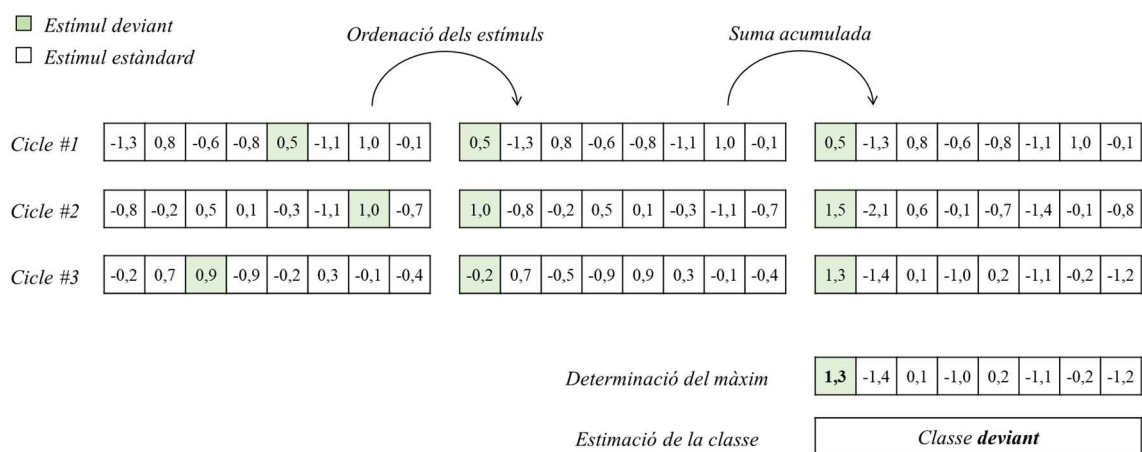 Estímul deviant
Estímul estàndard
Ordenació dels estímuls
Suma acumulada
Cicle #1
-1,3 0,8 -0,6 -0,8 0,5 -1,1 1,0 -0,1
0,5 -1,3 0,8 -0,6 -0,8 -1,1 1,0 -0,1
0,5 -1,3 0,8 -0,6 -0,8 -1,1 1,0 -0,1
Cicle #2
-0,8 -0,2 0,5 0,1 -0,3 -1,1 1,0 -0,7
1,0 -0,8 -0,2 0,5 0,1 -0,3 -1,1 -0,7
1,5 -2,1 0,6 -0,1 -0,7 -1,4 -0,1 -0,8
Cicle #3
-0,2 0,7 0,9 -0,9 -0,2 0,3 -0,1 -0,4
-0,2 0,7 -0,5 -0,9 0,9 0,3 -0,1 -0,4
1,3 -1,4 0,1 -1,0 0,2 -1,1 -0,2 -1,2
Determinació del màxim
1,3 -1,4 0,1 -1,0 0,2 -1,1 -0,2 -1,2
Estimació de la classe
Classe deviant